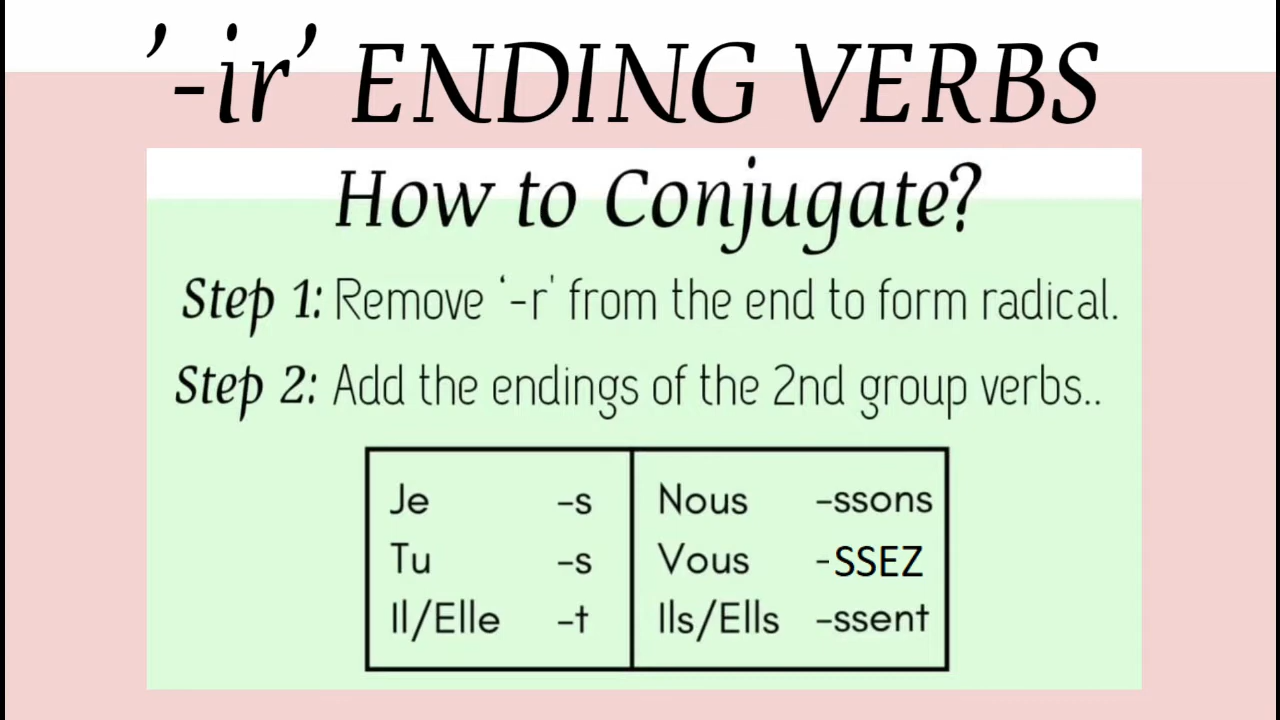 ’-ir’ ENDING VERBS
How to Conjugate?
Step 1: Remove ‘-r' from the end to form radical.
Step 2: Add the endings of the 2nd group verbs..
Je -s Nous -ssons
Tu -s Vous -SSEZ
Il/Elle -t Ils/Ells -ssent